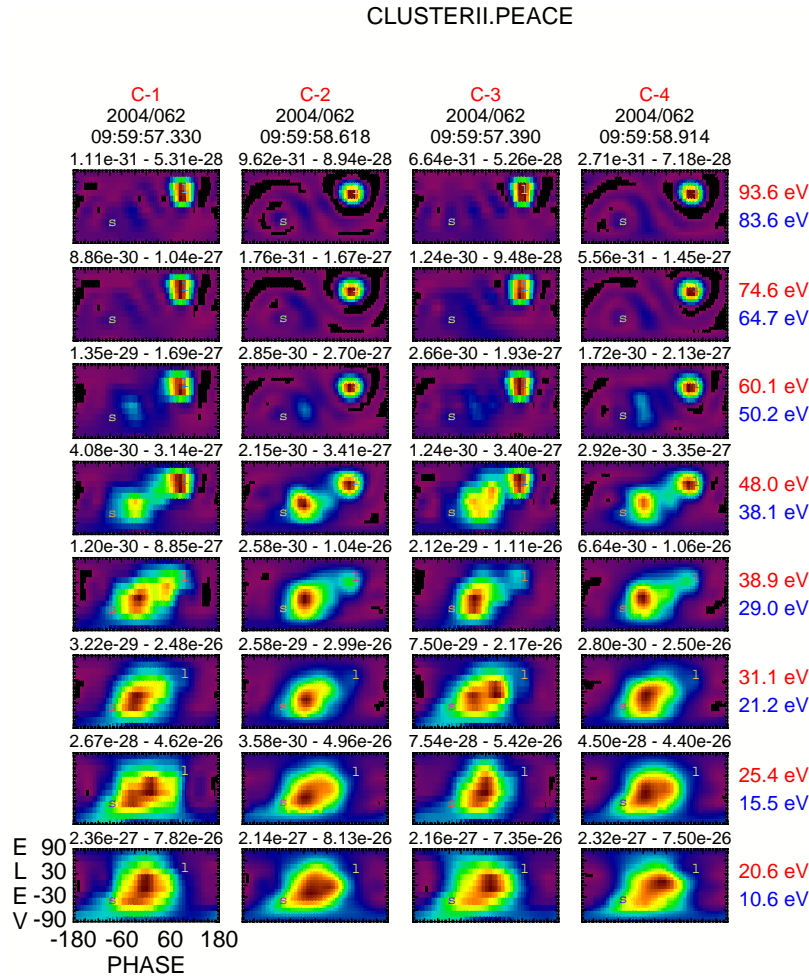 CLUSTERII.PEACE
C-1 C-2 C-3 C-4
2004/062 2004/062 2004/062 2004/062
09:59:57.330 09:59:58.618 09:59:57.390 09:59:58.914
1.11e-31 - 5.31e-28 9.62e-31 - 8.94e-28 6.64e-31 - 5.26e-28 2.71e-31 - 7.18e-28
93.6 eV
83.6 eV
8.86e-30 - 1.04e-27 1.76e-31 - 1.67e-27 1.24e-30 - 9.48e-28 5.56e-31 - 1.45e-27
74.6 eV
64.7 eV
1.35e-29 - 1.69e-27 2.85e-30 - 2.70e-27 2.66e-30 - 1.93e-27 1.72e-30 - 2.13e-27
60.1 eV
50.2 eV
4.08e-30 - 3.14e-27 2.15e-30 - 3.41e-27 1.24e-30 - 3.40e-27 2.92e-30 - 3.35e-27
48.0 eV
38.1 eV
1.20e-30 - 8.85e-27 2.58e-30 - 1.04e-26 2.12e-29 - 1.11e-26 6.64e-30 - 1.06e-26
38.9 eV
29.0 eV
3.22e-29 - 2.48e-26 2.58e-29 - 2.99e-26 7.50e-29 - 2.17e-26 2.80e-30 - 2.50e-26
31.1 eV
21.2 eV
2.67e-28 - 4.62e-26 3.58e-30 - 4.96e-26 7.54e-28 - 5.42e-26 4.50e-28 - 4.40e-26
25.4 eV
15.5 eV
2.36e-27 - 7.82e-26 2.14e-27 - 8.13e-26 2.16e-27 - 7.35e-26 2.32e-27 - 7.50e-26
20.6 eV
10.6 eV
ELEV
90
30
-30
-90
-180 -60 60 180
PHASE